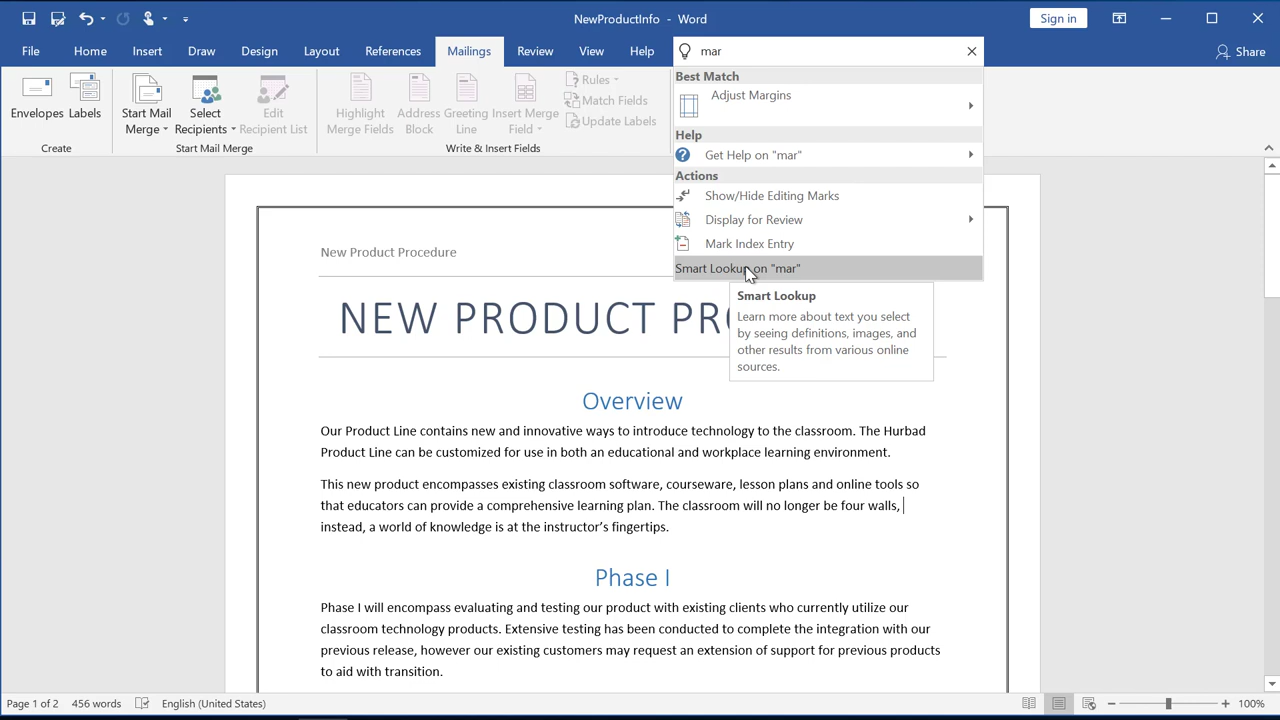 NewProductInfo - Word
Sign in
File Home Insert Draw Design Layout References Mailings Review View Help
mar
Share
Envelopes Labels
Create
Start Mail Merge
Select Recipients
Edit Recipient List
Start Mail Merge
Highlight Merge Fields
Address Block
Greeting Line
Insert Merge Field
Rules
Match Fields
Update Labels
Write & Insert Fields
Best Match
Adjust Margins
Help
Get Help on "mar"
Actions
Show/Hide Editing Marks
Display for Review
Mark Index Entry
Smart Lookup on "mar"
Smart Lookup
Learn more about text you select
by seeing definitions, images, and
other results from various online
sources.
New Product Procedure
NEW PRODUCT PR
Overview
Our Product Line contains new and innovative ways to introduce technology to the classroom. The Hurbad
Product Line can be customized for use in both an educational and workplace learning environment.
This new product encompasses existing classroom software, courseware, lesson plans and online tools so
that educators can provide a comprehensive learning plan. The classroom will no longer be four walls,
instead, a world of knowledge is at the instructor's fingertips.
Phase I
Phase I will encompass evaluating and testing our product with existing clients who currently utilize our
classroom technology products. Extensive testing has been conducted to complete the integration with our
previous release, however our existing customers may request an extension of support for previous products
to aid with transition.
Page 1 of 2 456 words English (United States) 100%